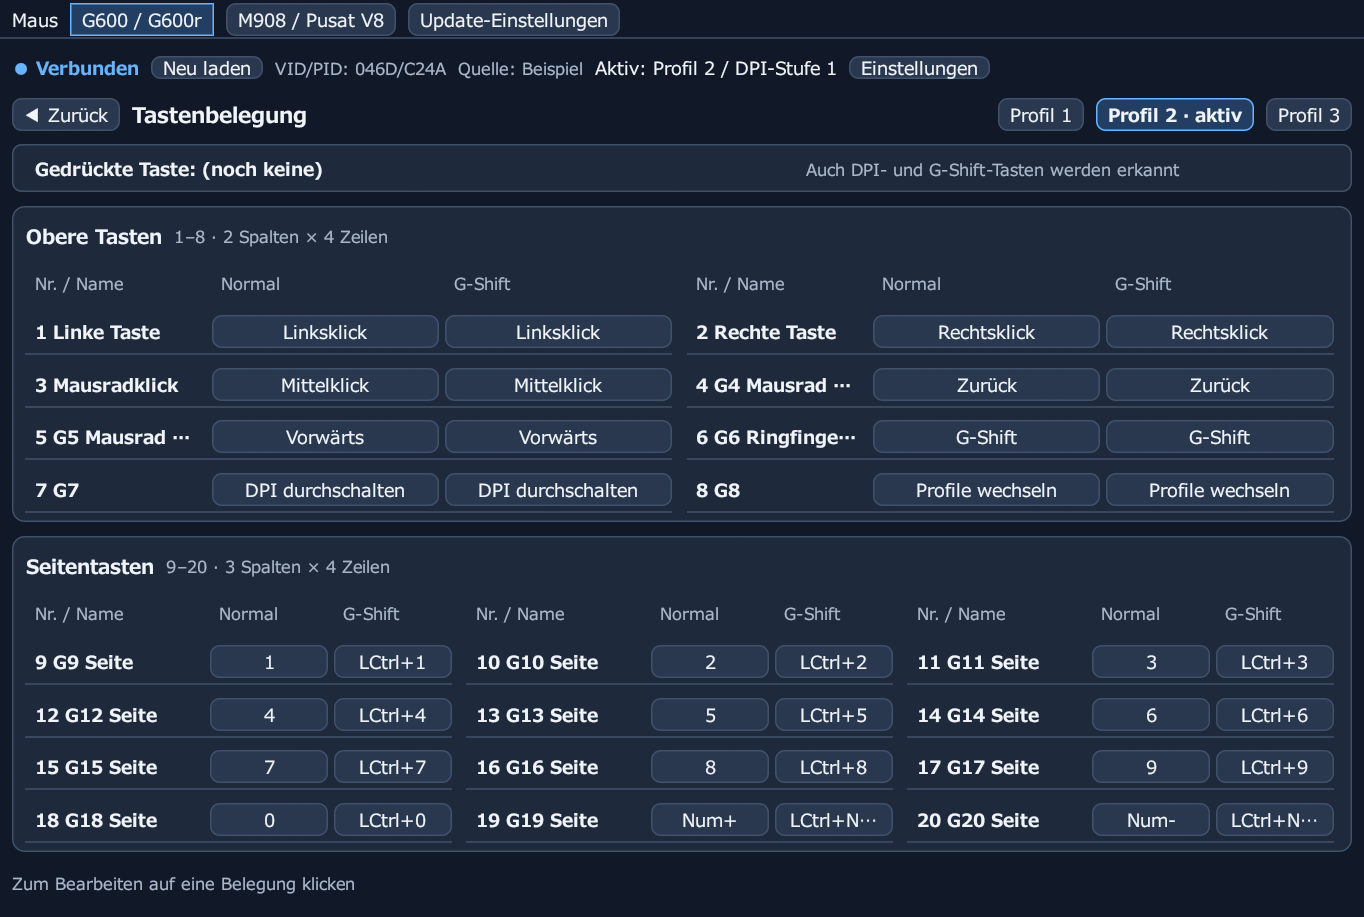 Maus G600 / G600r M908 / Pusat V8 Update-Einstellungen
● Verbunden Neu laden VID/PID: 046D/C24A Quelle: Beispiel Aktiv: Profil 2 / DPI-Stufe 1 Einstellungen
◀ Zurück Tastenbelegung Profil 1 Profil 2 · aktiv Profil 3
Gedrückte Taste: (noch keine) Auch DPI- und G-Shift-Tasten werden erkannt
Obere Tasten 1–8 · 2 Spalten × 4 Zeilen
Nr. / Name Normal G-Shift Nr. / Name Normal G-Shift
1 Linke Taste Linksklick Linksklick 2 Rechte Taste Rechtsklick Rechtsklick
3 Mausradklick Mittelklick Mittelklick 4 G4 Mausrad ⋯ Zurück Zurück
5 G5 Mausrad ⋯ Vorwärts Vorwärts 6 G6 Ringfinge⋯ G-Shift G-Shift
7 G7 DPI durchschalten DPI durchschalten 8 G8 Profile wechseln Profile wechseln
Seitentasten 9–20 · 3 Spalten × 4 Zeilen
Nr. / Name Normal G-Shift Nr. / Name Normal G-Shift Nr. / Name Normal G-Shift
9 G9 Seite 1 LCtrl+1 10 G10 Seite 2 LCtrl+2 11 G11 Seite 3 LCtrl+3
12 G12 Seite 4 LCtrl+4 13 G13 Seite 5 LCtrl+5 14 G14 Seite 6 LCtrl+6
15 G15 Seite 7 LCtrl+7 16 G16 Seite 8 LCtrl+8 17 G17 Seite 9 LCtrl+9
18 G18 Seite 0 LCtrl+0 19 G19 Seite Num+ LCtrl+N⋯ 20 G20 Seite Num- LCtrl+N⋯
Zum Bearbeiten auf eine Belegung klicken